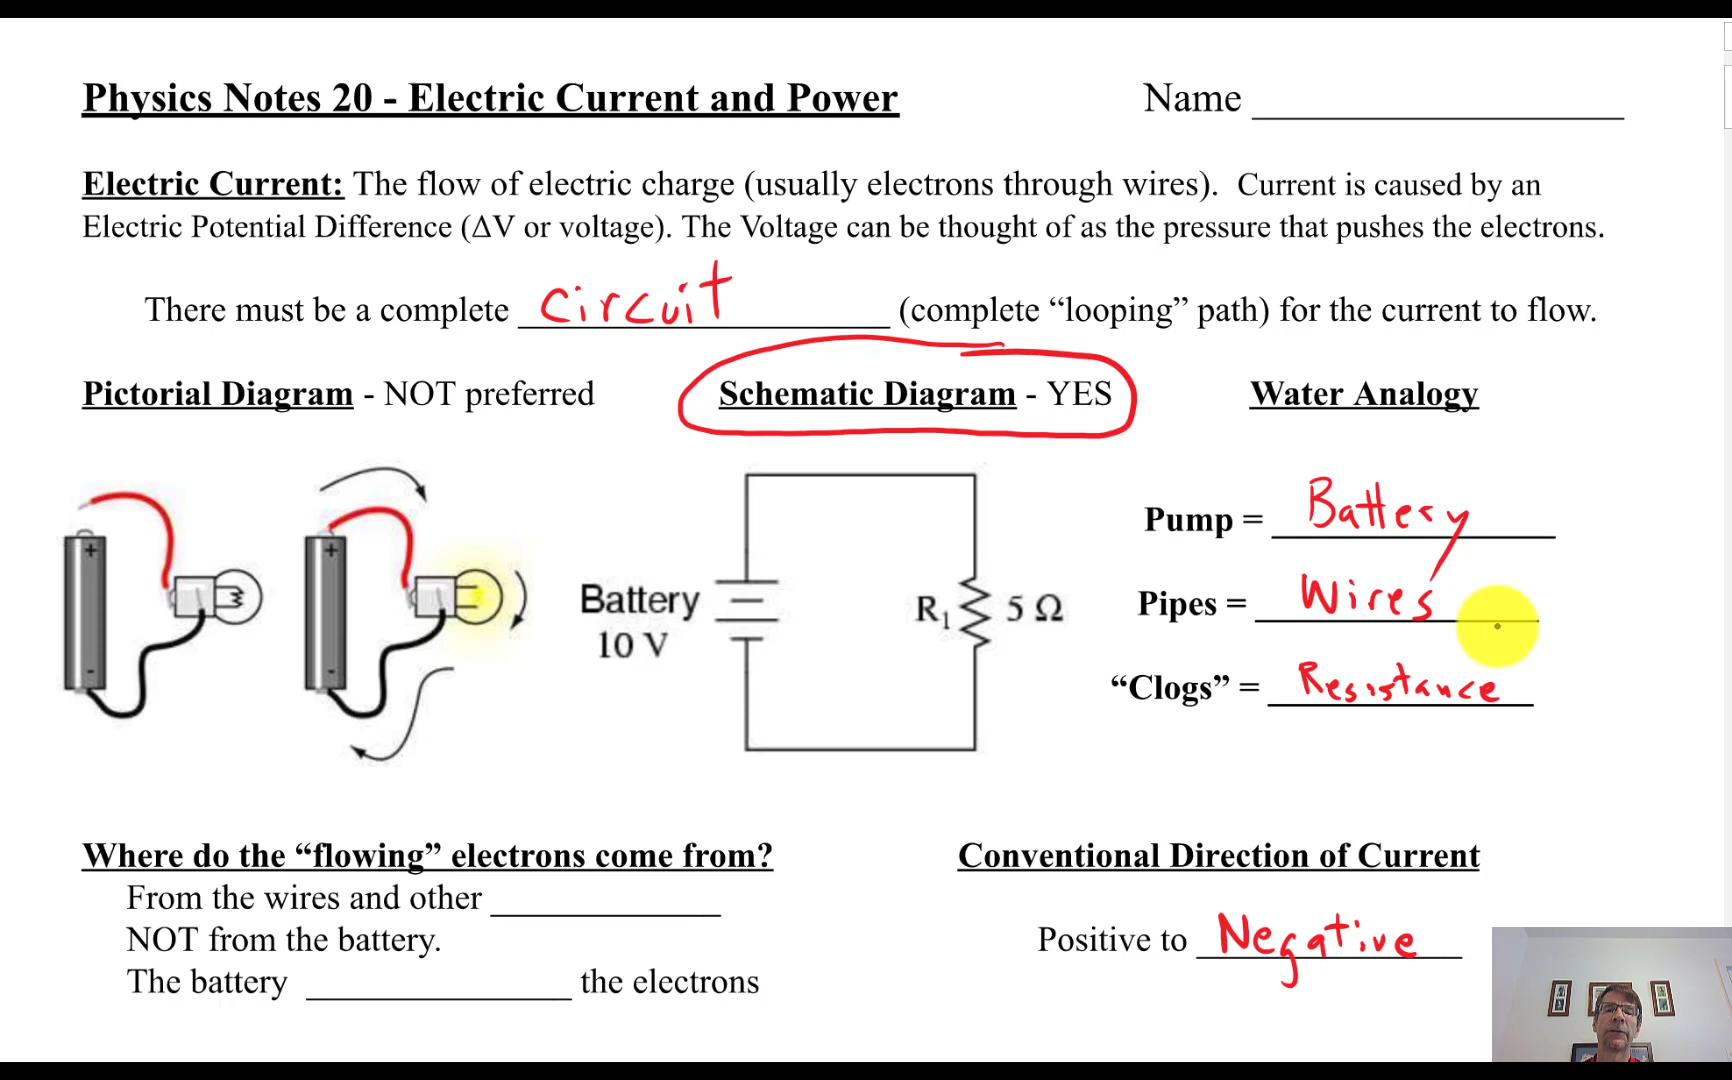 Physics Notes 20 - Electric Current and Power Name
Electric Current: The flow of electric charge (usually electrons through wires). Current is caused by an
Electric Potential Difference (ΔV or voltage). The Voltage can be thought of as the pressure that pushes the electrons.
There must be a complete circuit (complete “looping” path) for the current to flow.
Pictorial Diagram - NOT preferred
Schematic Diagram - YES
Water Analogy
+
-
+
-
Battery
10 V
R1 5 Ω
Pump = Battery
Pipes = Wires
“Clogs” = Resistance
Where do the “flowing” electrons come from?
From the wires and other
NOT from the battery.
The battery the electrons
Conventional Direction of Current
Positive to Negative